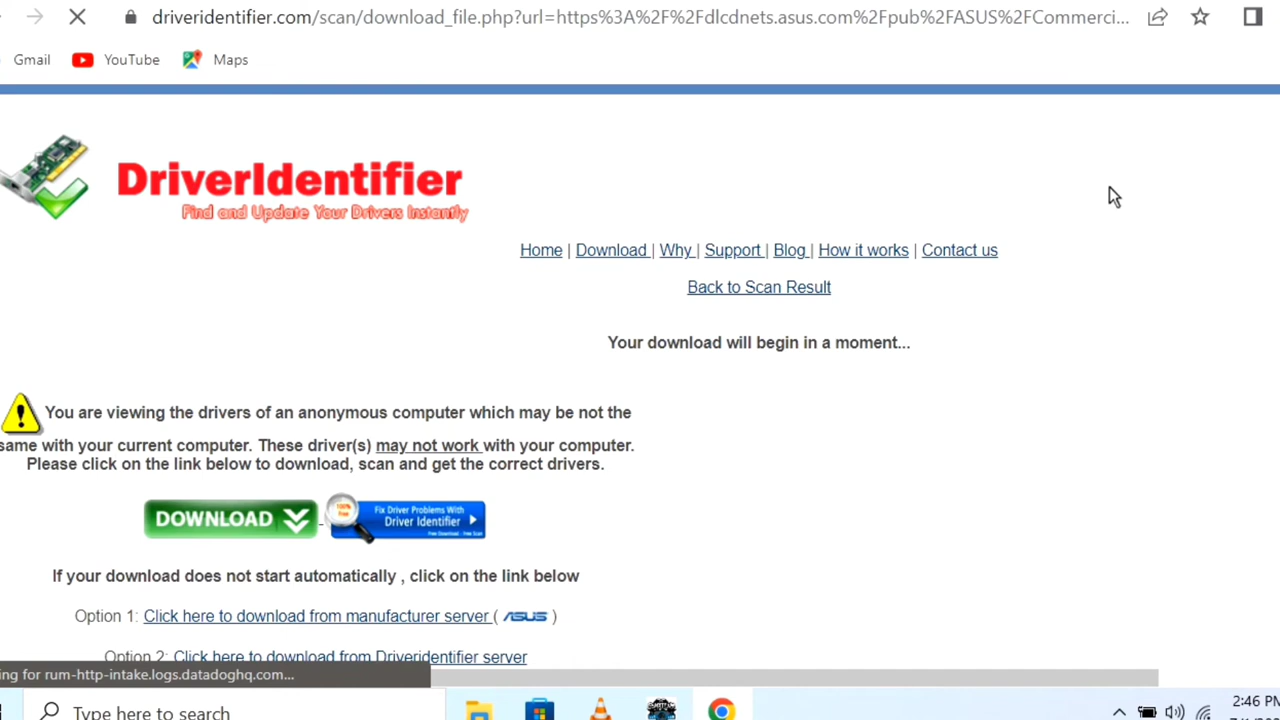 driveridentifier.com/scan/download_file.php?url=https%3A%2F%2Fdlcdnets.asus.com%2Fpub%2FASUS%2FCommerci...
Gmail YouTube Maps
DriverIdentifier
Find and Update Your Drivers Instantly
Home | Download | Why | Support | Blog | How it works | Contact us
Back to Scan Result
Your download will begin in a moment...
You are viewing the drivers of an anonymous computer which may be not the
same with your current computer. These driver(s) may not work with your computer.
Please click on the link below to download, scan and get the correct drivers.
DOWNLOAD
100% Free
Fix Driver Problems With
Driver Identifier
Free Download - Free Scan
If your download does not start automatically , click on the link below
Option 1: Click here to download from manufacturer server ( ASUS )
Option 2: Click here to download from Driveridentifier server
ing for rum-http-intake.logs.datadoghq.com...
Type here to search
2:46 PM